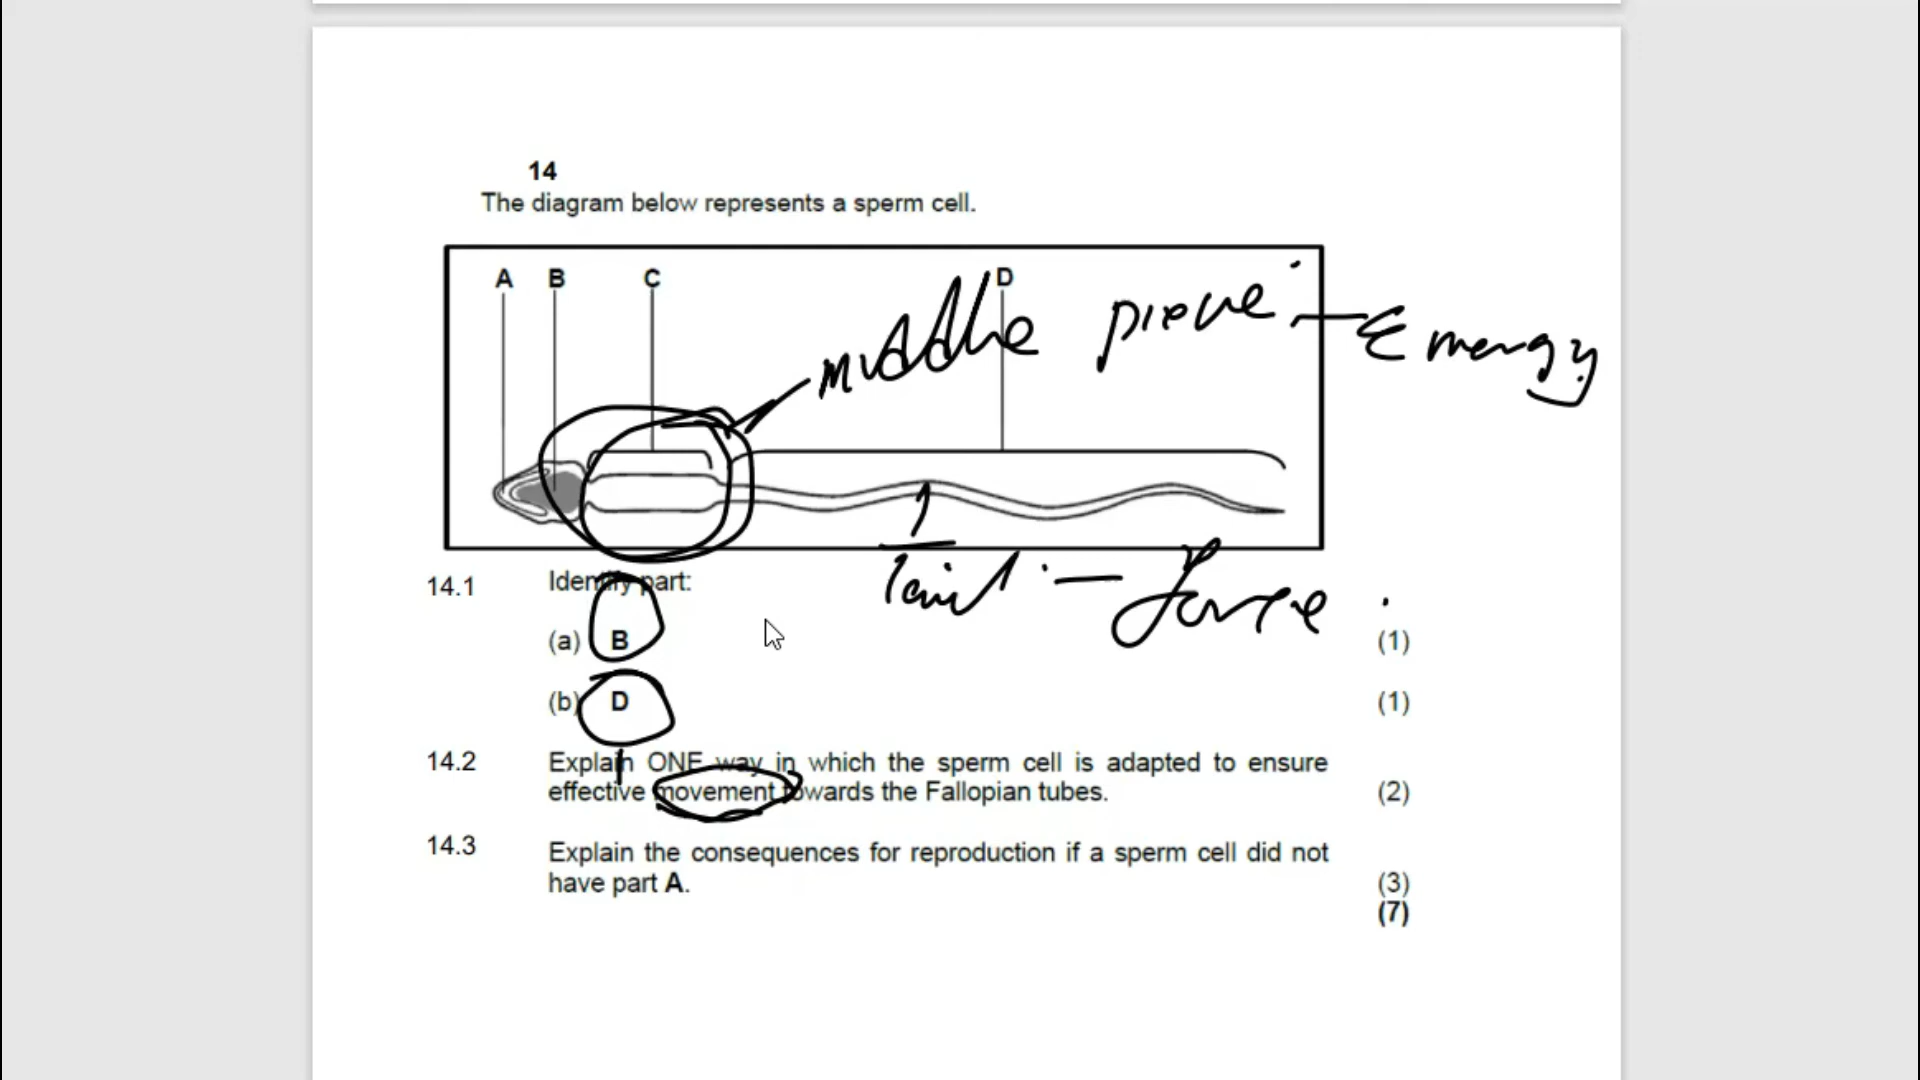 14
The diagram below represents a sperm cell.
A B C D
middle piece - Energy
tail - force
14.1 Identify part:
(a) B (1)
(b) D (1)
14.2 Explain ONE way in which the sperm cell is adapted to ensure
effective movement towards the Fallopian tubes. (2)
14.3 Explain the consequences for reproduction if a sperm cell did not
have part A. (3)
(7)